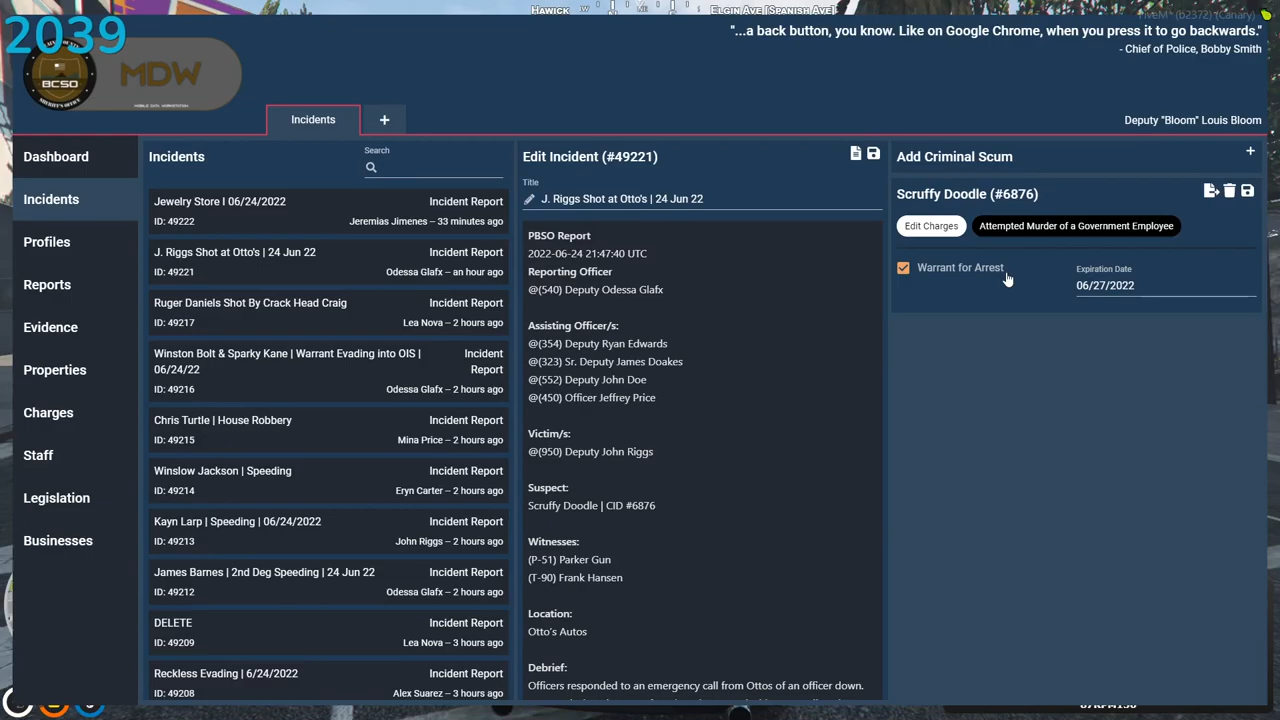 HAWICK
ELGIN AVE [SPANISH AVE]
FiveM* (b2372) (Canary)
2039
"...a back button, you know. Like on Google Chrome, when you press it to go backwards."
- Chief of Police, Bobby Smith
BCSO
SHERIFF'S OFFICE
MDW
MOBILE DATA WORKSTATION
Incidents
+
Deputy "Bloom" Louis Bloom
Dashboard
Incidents
Profiles
Reports
Evidence
Properties
Charges
Staff
Legislation
Businesses
Incidents
Search
Jewelry Store I 06/24/2022
Incident Report
ID: 49222
Jeremias Jimenes – 33 minutes ago
J. Riggs Shot at Otto's | 24 Jun 22
Incident Report
ID: 49221
Odessa Glafx – an hour ago
Ruger Daniels Shot By Crack Head Craig
Incident Report
ID: 49217
Lea Nova – 2 hours ago
Winston Bolt & Sparky Kane | Warrant Evading into OIS |
06/24/22
Incident
Report
ID: 49216
Odessa Glafx – 2 hours ago
Chris Turtle | House Robbery
Incident Report
ID: 49215
Mina Price – 2 hours ago
Winslow Jackson | Speeding
Incident Report
ID: 49214
Eryn Carter – 2 hours ago
Kayn Larp | Speeding | 06/24/2022
Incident Report
ID: 49213
John Riggs – 2 hours ago
James Barnes | 2nd Deg Speeding | 24 Jun 22
Incident Report
ID: 49212
Odessa Glafx – 2 hours ago
DELETE
Incident Report
ID: 49209
Lea Nova – 3 hours ago
Reckless Evading | 6/24/2022
Incident Report
ID: 49208
Alex Suarez – 3 hours ago
Edit Incident (#49221)
Title
J. Riggs Shot at Otto's | 24 Jun 22
PBSO Report
2022-06-24 21:47:40 UTC
Reporting Officer
@(540) Deputy Odessa Glafx
Assisting Officer/s:
@(354) Deputy Ryan Edwards
@(323) Sr. Deputy James Doakes
@(552) Deputy John Doe
@(450) Officer Jeffrey Price
Victim/s:
@(950) Deputy John Riggs
Suspect:
Scruffy Doodle | CID #6876
Witnesses:
(P-51) Parker Gun
(T-90) Frank Hansen
Location:
Otto's Autos
Debrief:
Officers responded to an emergency call from Ottos of an officer down.
Add Criminal Scum
+
Scruffy Doodle (#6876)
Edit Charges
Attempted Murder of a Government Employee
Warrant for Arrest
Expiration Date
06/27/2022